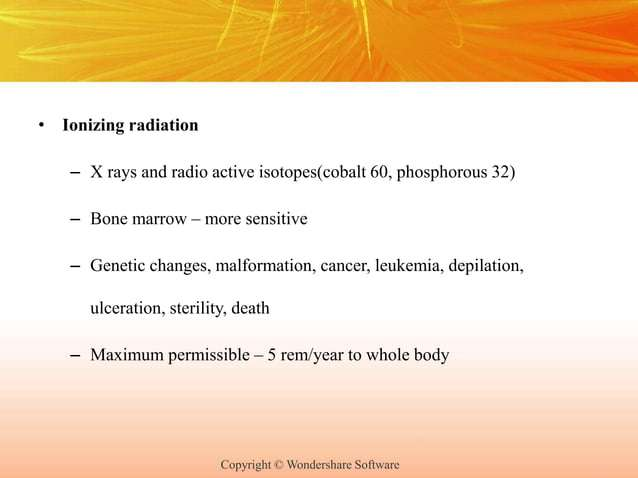 • Ionizing radiation
– X rays and radio active isotopes(cobalt 60, phosphorous 32)
– Bone marrow – more sensitive
– Genetic changes, malformation, cancer, leukemia, depilation,
ulceration, sterility, death
– Maximum permissible – 5 rem/year to whole body
Copyright © Wondershare Software